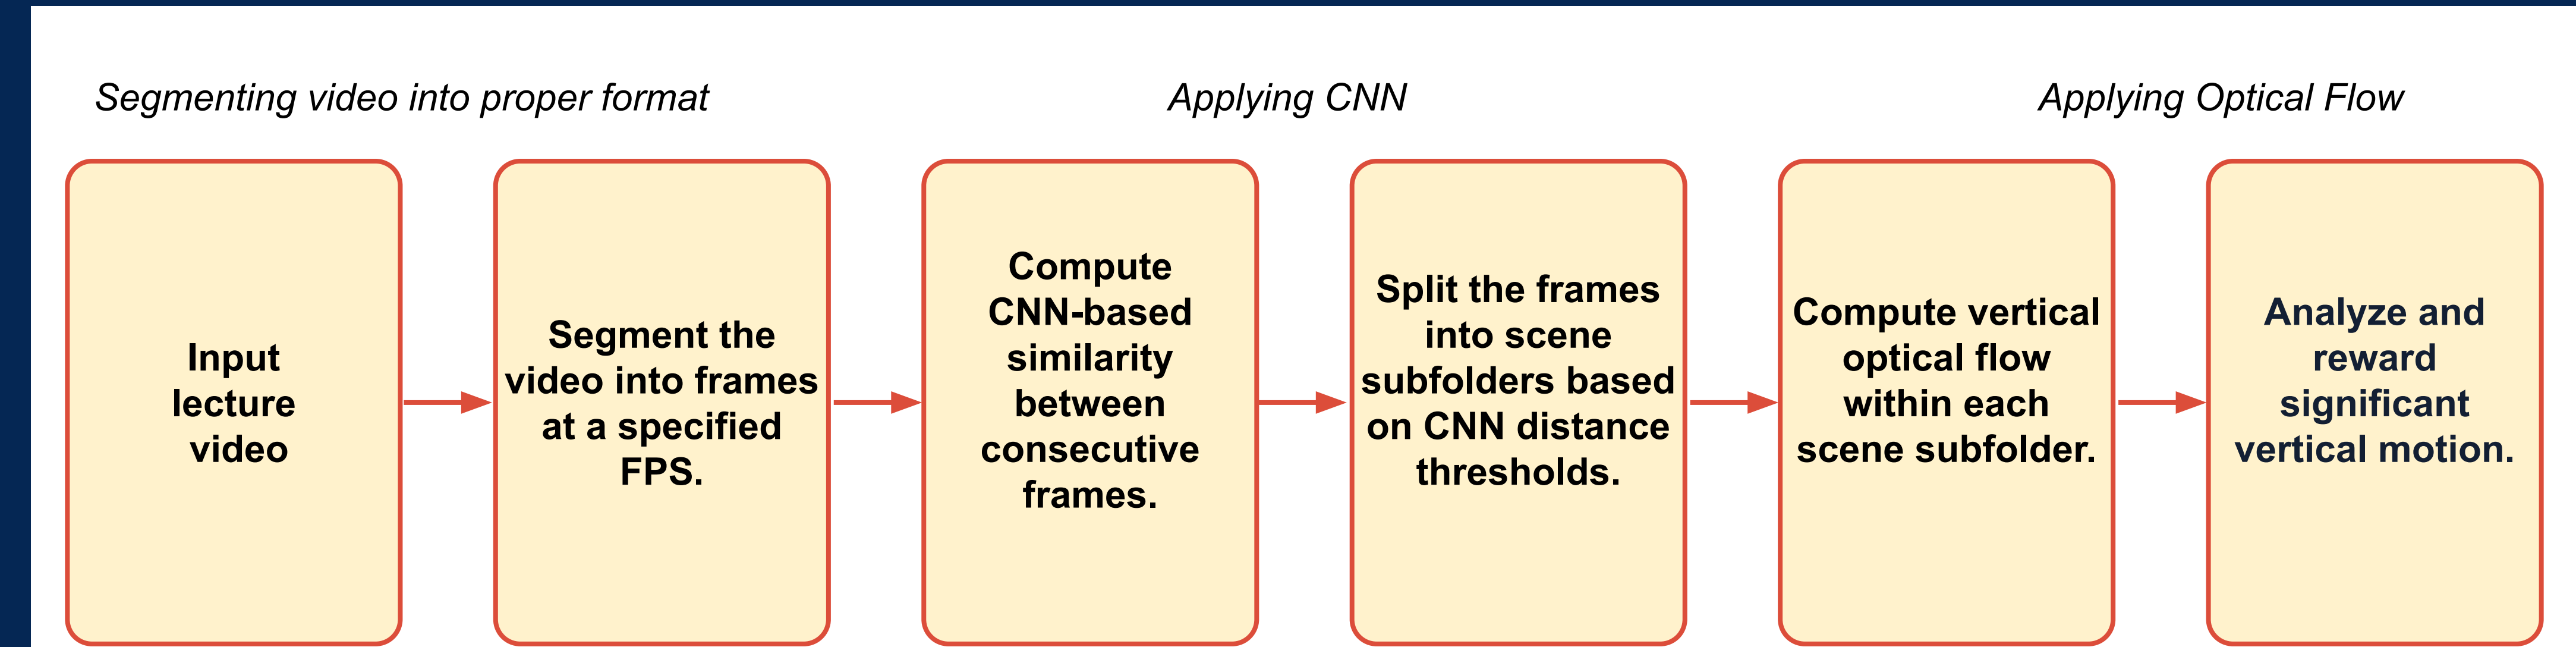 Segmenting video into proper format
Applying CNN
Applying Optical Flow
Input
lecture
video
Segment the
video into frames
at a specified
FPS.
Compute
CNN-based
similarity
between
consecutive
frames.
Split the frames
into scene
subfolders based
on CNN distance
thresholds.
Compute vertical
optical flow
within each
scene subfolder.
Analyze and
reward
significant
vertical motion.